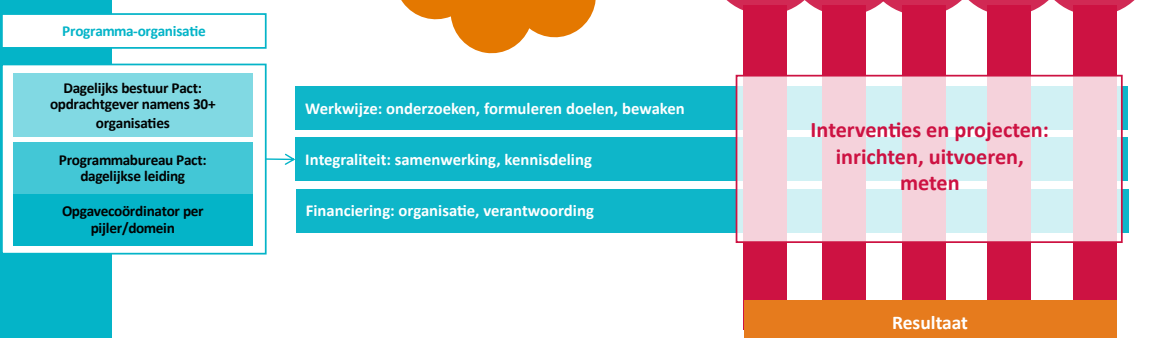 Programma-organisatie
Dagelijks bestuur Pact:
opdrachtgever namens 30+
organisaties
Programmabureau Pact:
dagelijkse leiding
Opgavecoördinator per
pijler/domein
Werkwijze: onderzoeken, formuleren doelen, bewaken
Integraliteit: samenwerking, kennisdeling
Financiering: organisatie, verantwoording
Interventies en projecten:
inrichten, uitvoeren,
meten
Resultaat